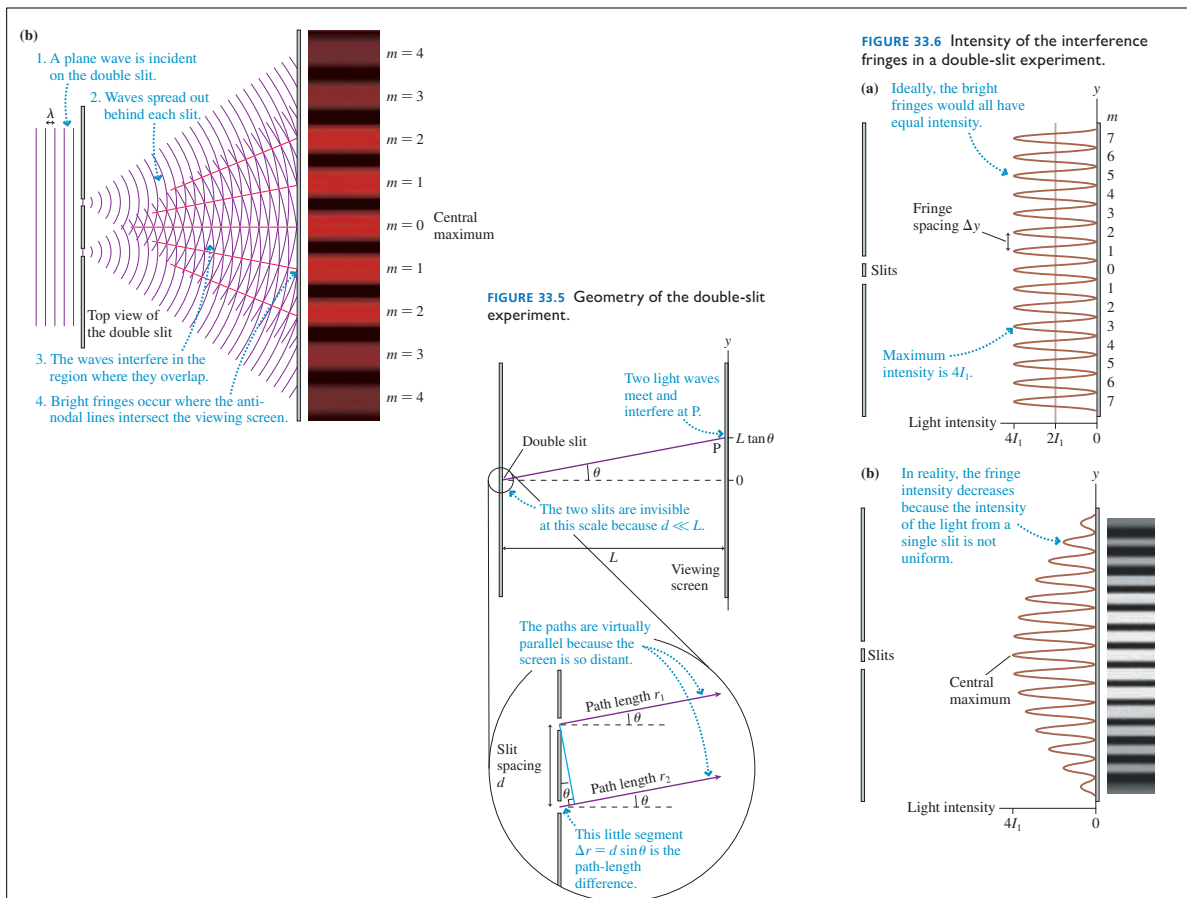 (b)
1. A plane wave is incident
on the double slit.
2. Waves spread out
behind each slit.
λ
Top view of
the double slit
3. The waves interfere in the
region where they overlap.
4. Bright fringes occur where the anti-
nodal lines intersect the viewing screen.
m = 4
m = 3
m = 2
m = 1
m = 0 Central
maximum
m = 1
m = 2
m = 3
m = 4
FIGURE 33.5 Geometry of the double-slit
experiment.
y
Two light waves
meet and
interfere at P.
Double slit
P
L tan θ
θ
0
The two slits are invisible
at this scale because d ≪ L.
L
Viewing
screen
The paths are virtually
parallel because the
screen is so distant.
Path length r₁
θ
Slit
spacing
d
θ
Path length r₂
θ
This little segment
Δr = d sin θ is the
path-length
difference.
FIGURE 33.6 Intensity of the interference
fringes in a double-slit experiment.
(a)
Ideally, the bright
fringes would all have
equal intensity.
y
m
7
6
5
4
3
2
1
0
1
2
3
4
5
6
7
Fringe
spacing Δy
Slits
Maximum
intensity is 4I₁.
Light intensity
4I₁ 2I₁ 0
(b)
In reality, the fringe
intensity decreases
because the intensity
of the light from a
single slit is not
uniform.
y
Slits
Central
maximum
Light intensity
4I₁ 0